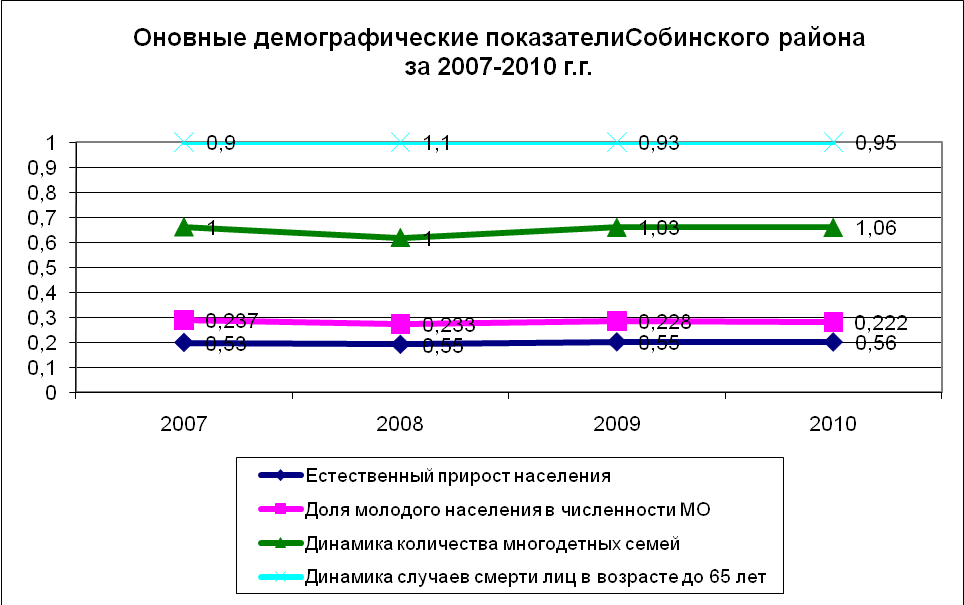 Оновные демографические показателиСобинского района
за 2007-2010 г.г.
1
0,9
0,8
0,7
0,6
0,5
0,4
0,3
0,2
0,1
0
0,9 1,1 0,93 0,95
1 1 1,03 1,06
0,237 0,233 0,228 0,222
0,53 0,55 0,55 0,56
2007 2008 2009 2010
Естественный прирост населения
Доля молодого населения в численности МО
Динамика количества многодетных семей
Динамика случаев смерти лиц в возрасте до 65 лет